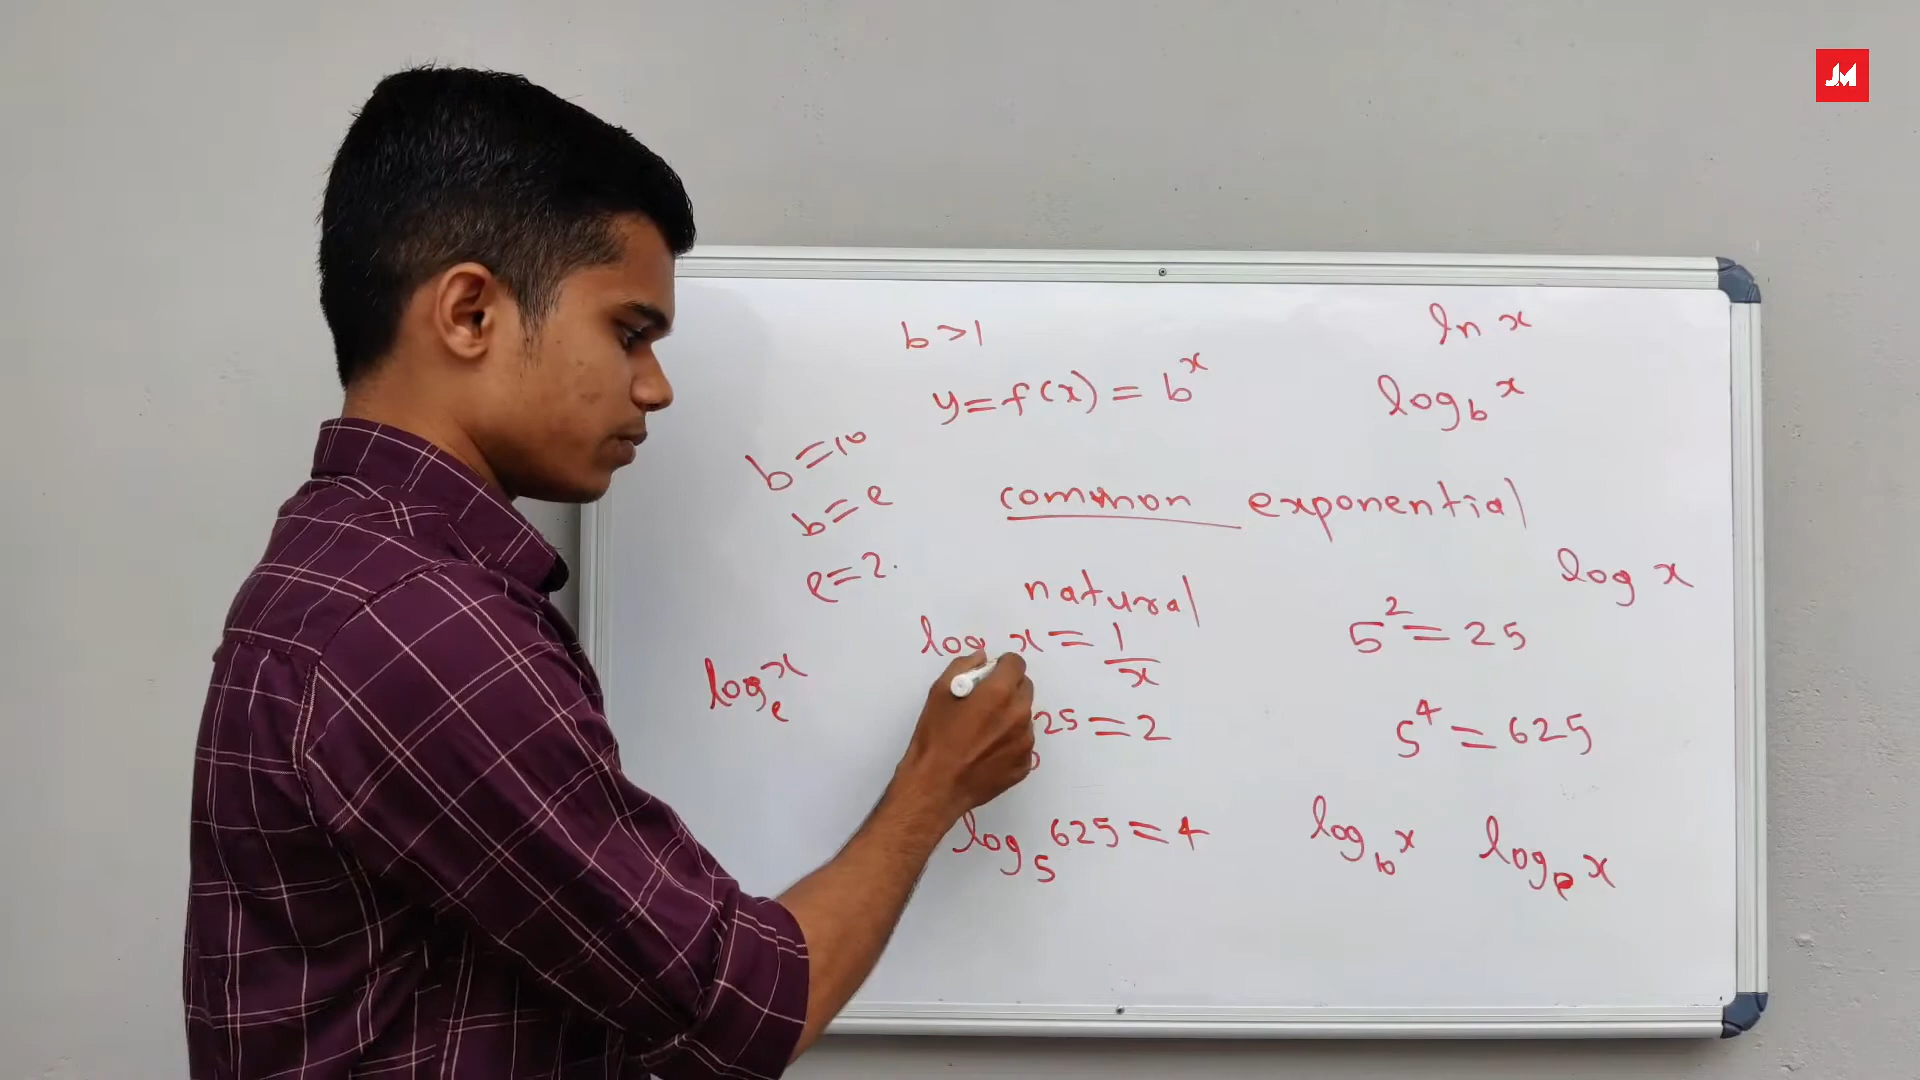 JM
b>1
ln x
y=f(x) = b^x
log_b x
b=10
b=e
common exponential
e=2.
log x
natural
5^2=25
log x = 1/x
log_e x
25=2
5^4=625
log_5 625=4
log_b x
log_e x